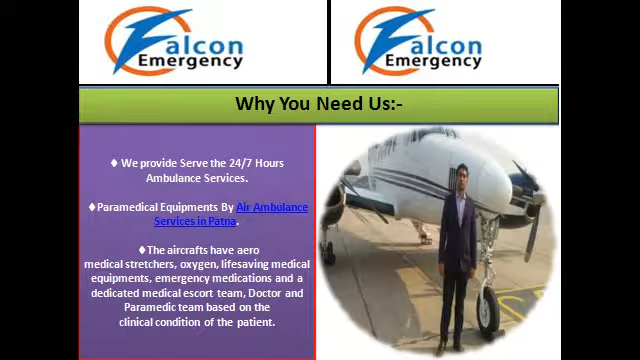 Falcon
Emergency
Falcon
Emergency
Why You Need Us:-
♦ We provide Serve the 24/7 Hours
Ambulance Services.
♦Paramedical Equipments By Air Ambulance
Services in Patna.
♦The aircrafts have aero
medical stretchers, oxygen, lifesaving medical
equipments, emergency medications and a
dedicated medical escort team, Doctor and
Paramedic team based on the
clinical condition of the patient.